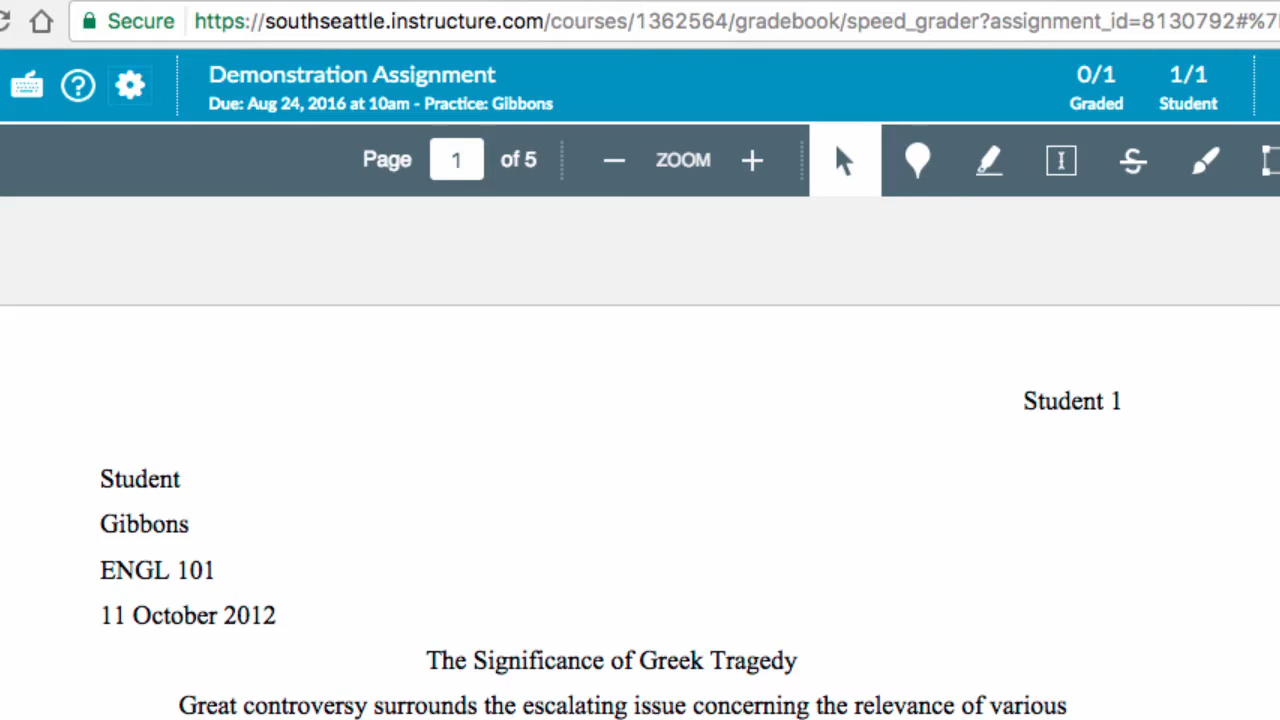 Secure https://southseattle.instructure.com/courses/1362564/gradebook/speed_grader?assignment_id=8130792#%7
Demonstration Assignment 0/1 1/1
Due: Aug 24, 2016 at 10am - Practice: Gibbons Graded Student
Page 1 of 5 ZOOM
Student 1
Student
Gibbons
ENGL 101
11 October 2012
The Significance of Greek Tragedy
Great controversy surrounds the escalating issue concerning the relevance of various